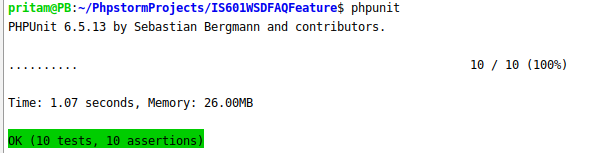 pritam@PB:~/PhpstormProjects/IS601WSDFAQFeature$ phpunit
PHPUnit 6.5.13 by Sebastian Bergmann and contributors.
.......... 10 / 10 (100%)
Time: 1.07 seconds, Memory: 26.00MB
OK (10 tests, 10 assertions)